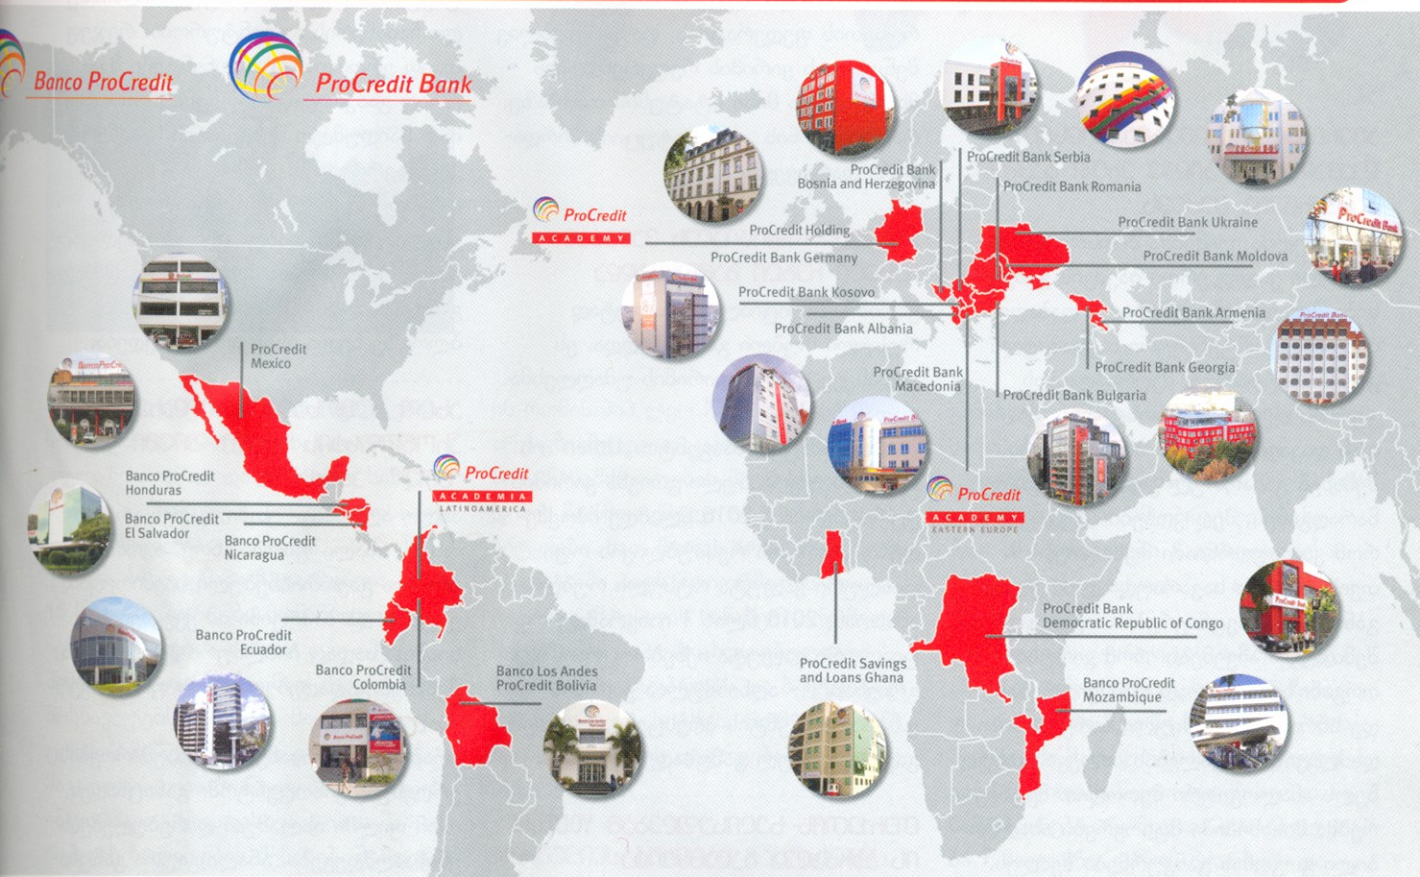 Banco ProCredit
ProCredit Bank
ProCredit
ACADEMY
ProCredit Bank
Bosnia and Herzegovina
ProCredit Bank Serbia
ProCredit Bank Romania
ProCredit Holding
ProCredit Bank Germany
ProCredit Bank Ukraine
ProCredit Bank Moldova
ProCredit Bank
ProCredit Bank Kosovo
ProCredit Bank Albania
ProCredit Bank Armenia
ProCredit Bank Georgia
ProCredit Bank
Macedonia
ProCredit Bank Bulgaria
ProCredit
Mexico
Banco ProCredit
Honduras
Banco ProCredit
El Salvador
Banco ProCredit
Nicaragua
ProCredit
ACADEMIA
LATINOAMERICA
ProCredit
ACADEMY
EASTERN EUROPE
Banco ProCredit
Ecuador
Banco ProCredit
Colombia
Banco Los Andes
ProCredit Bolivia
ProCredit Savings
and Loans Ghana
ProCredit Bank
Democratic Republic of Congo
Banco ProCredit
Mozambique